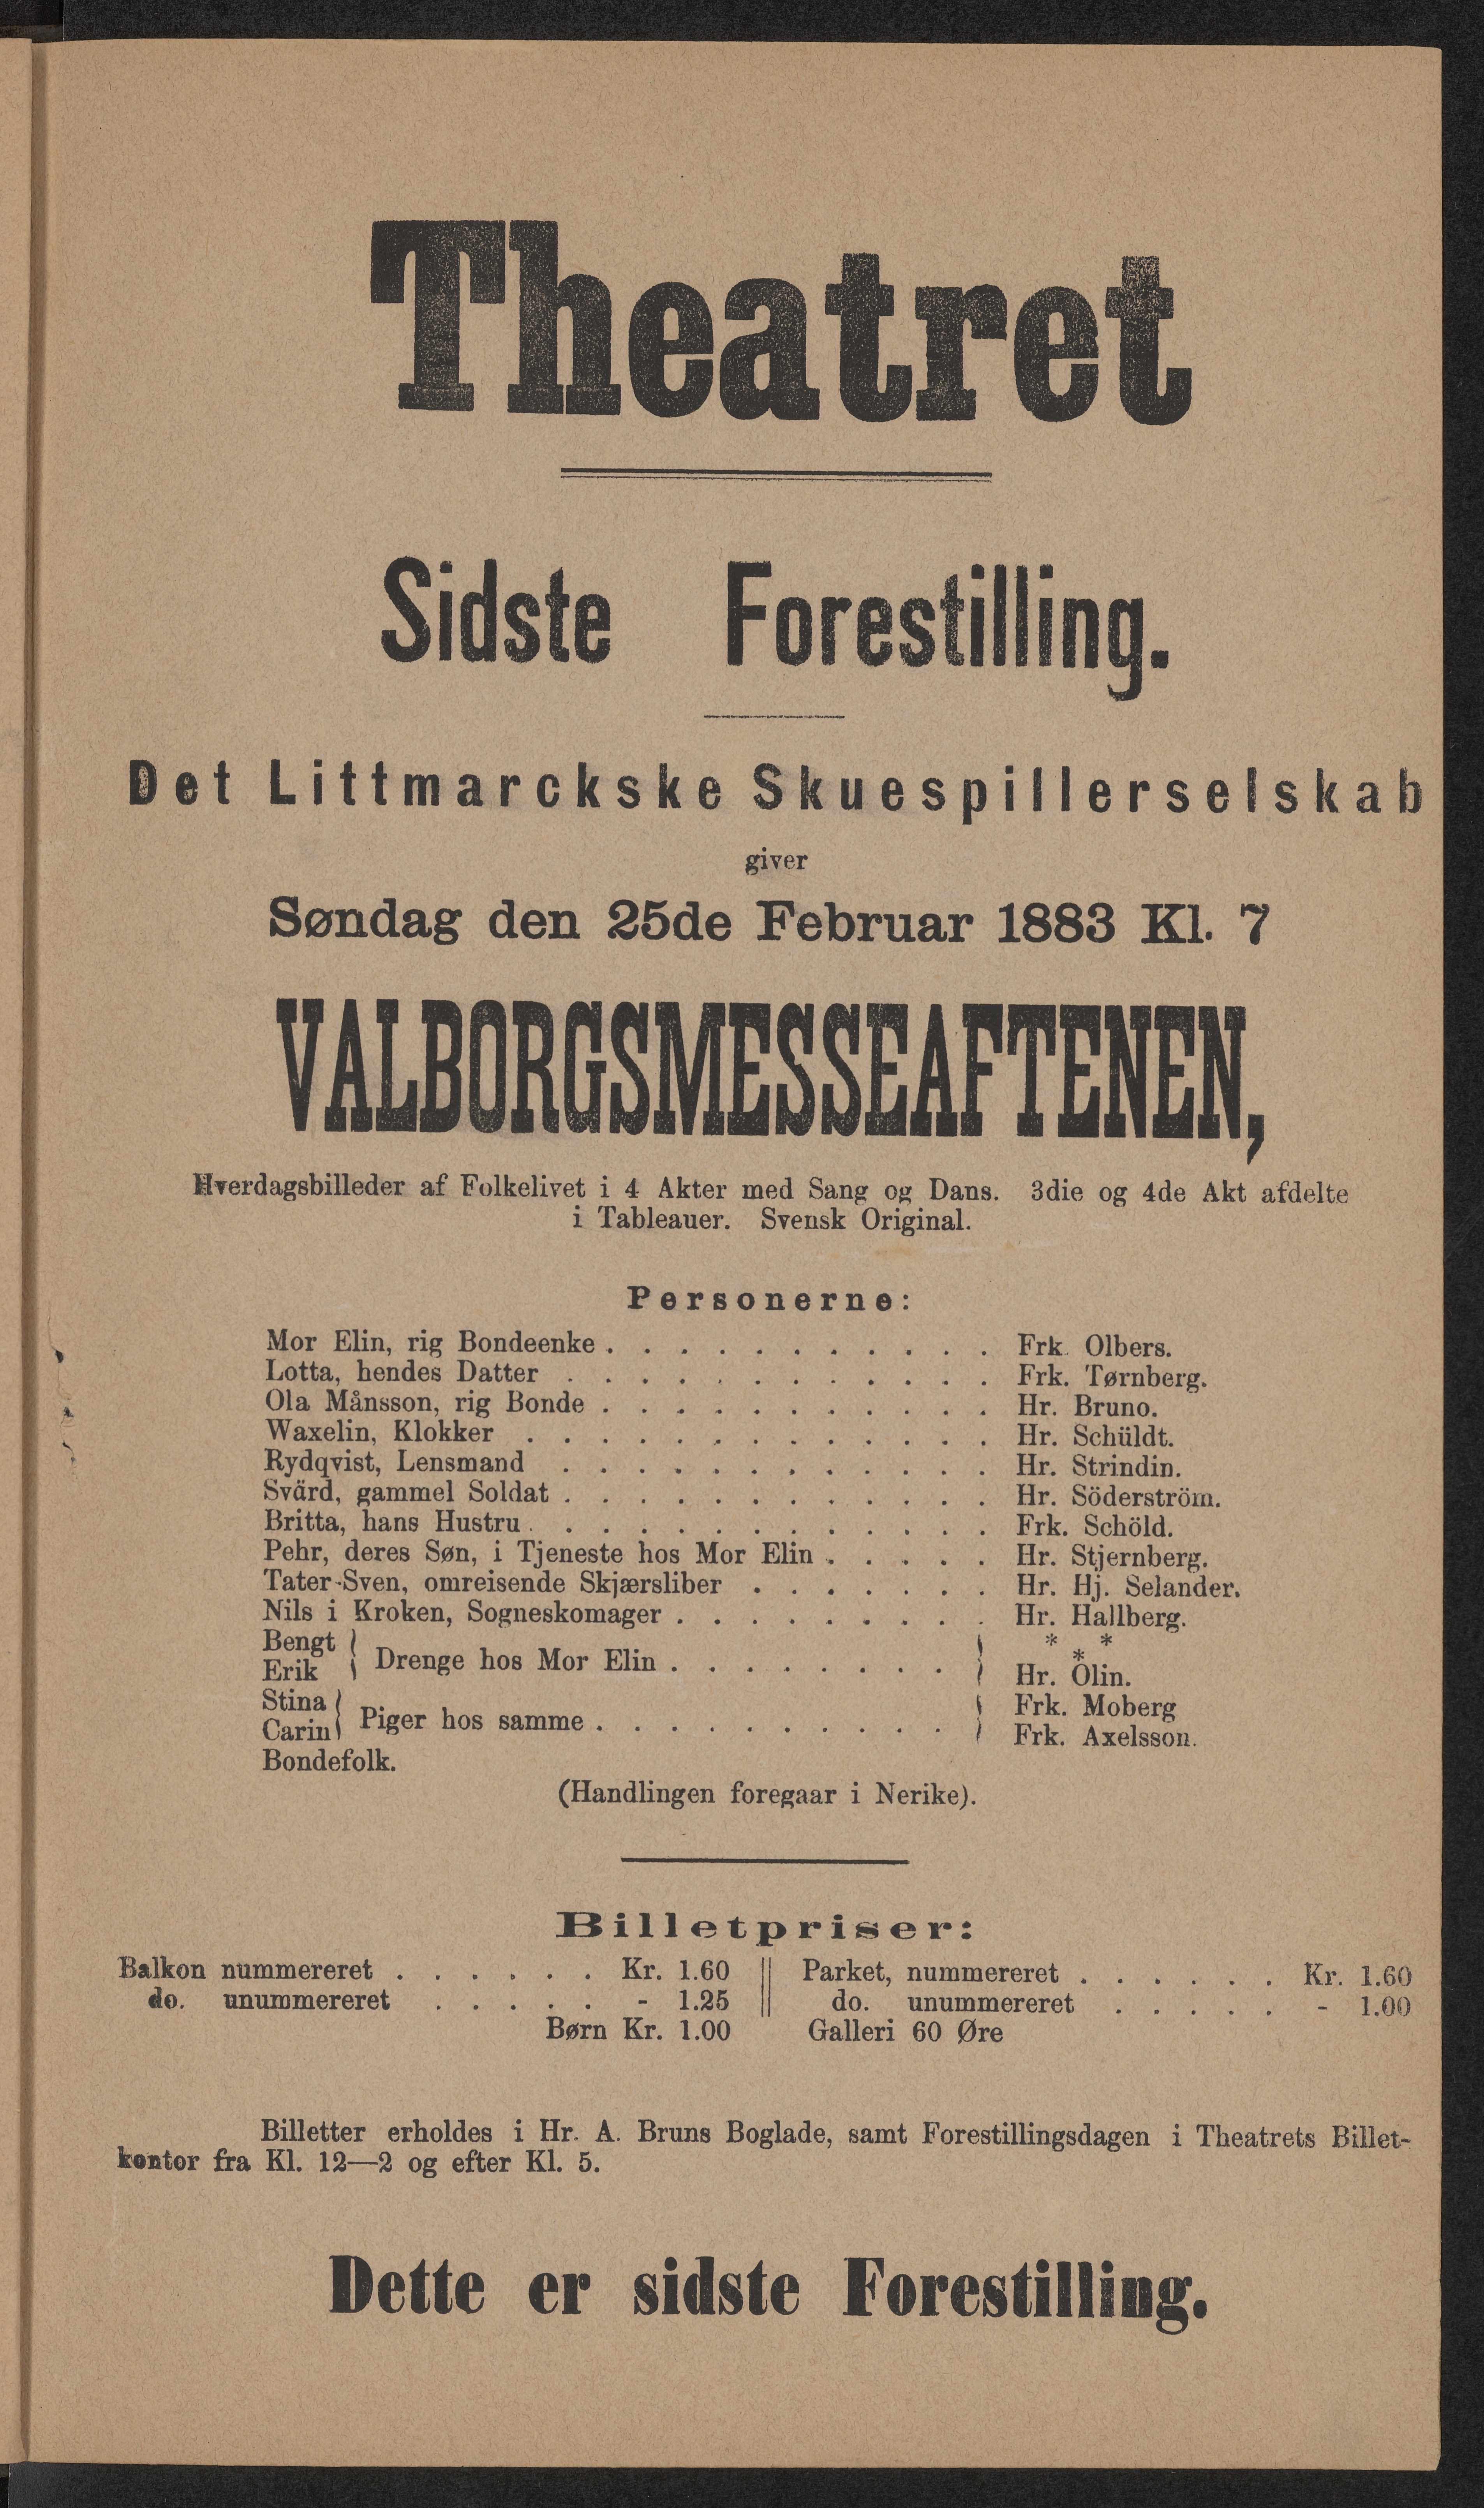 Theatret
Sidste Forestilling.
Det Littmarckske Skuespillerselskab
giver
Søndag den 25de Februar 1883 Kl. 7
VALBORGSMESSEAFTENEN,
Hverdagsbilleder af Folkelivet i 4 Akter med Sang og Dans. 3die og 4de Akt afdelte
i Tableauer. Svensk Original.
Personerne:
Mor Elin, rig Bondeenke . . . . . . . . . . . Frk. Olbers.
Lotta, hendes Datter . . . . . . . . . . . . Frk. Tørnberg.
Ola Månsson, rig Bonde . . . . . . . . . . . Hr. Bruno.
Waxelin, Klokker . . . . . . . . . . . . . Hr. Schüldt.
Rydqvist, Lensmand . . . . . . . . . . . . Hr. Strindin.
Svärd, gammel Soldat . . . . . . . . . . . . Hr. Söderström.
Britta, hans Hustru . . . . . . . . . . . . . Frk. Schöld.
Pehr, deres Søn, i Tjeneste hos Mor Elin . . . . . Hr. Stjernberg.
Tater-Sven, omreisende Skjærsliber . . . . . . . Hr. Hj. Selander.
Nils i Kroken, Sogneskomager . . . . . . . . . Hr. Hallberg.
Bengt * * *
Drenge hos Mor Elin . . . . . . . .
Erik Hr. Ölin.
Stina Frk. Moberg
Piger hos samme . . . . . . . . . .
Carin Frk. Axelsson.
Bondefolk.
(Handlingen foregaar i Nerike).
Billetpriser:
Balkon nummereret . . . . . . Kr. 1.60 || Parket, nummereret . . . . . . Kr. 1.60
do. unummereret . . . . . - 1.25 || do. unummereret . . . . . - 1.00
Børn Kr. 1.00 Galleri 60 Øre
Billetter erholdes i Hr. A. Bruns Boglade, samt Forestillingsdagen i Theatrets Billet-
kontor fra Kl. 12—2 og efter Kl. 5.
Dette er sidste Forestilling.